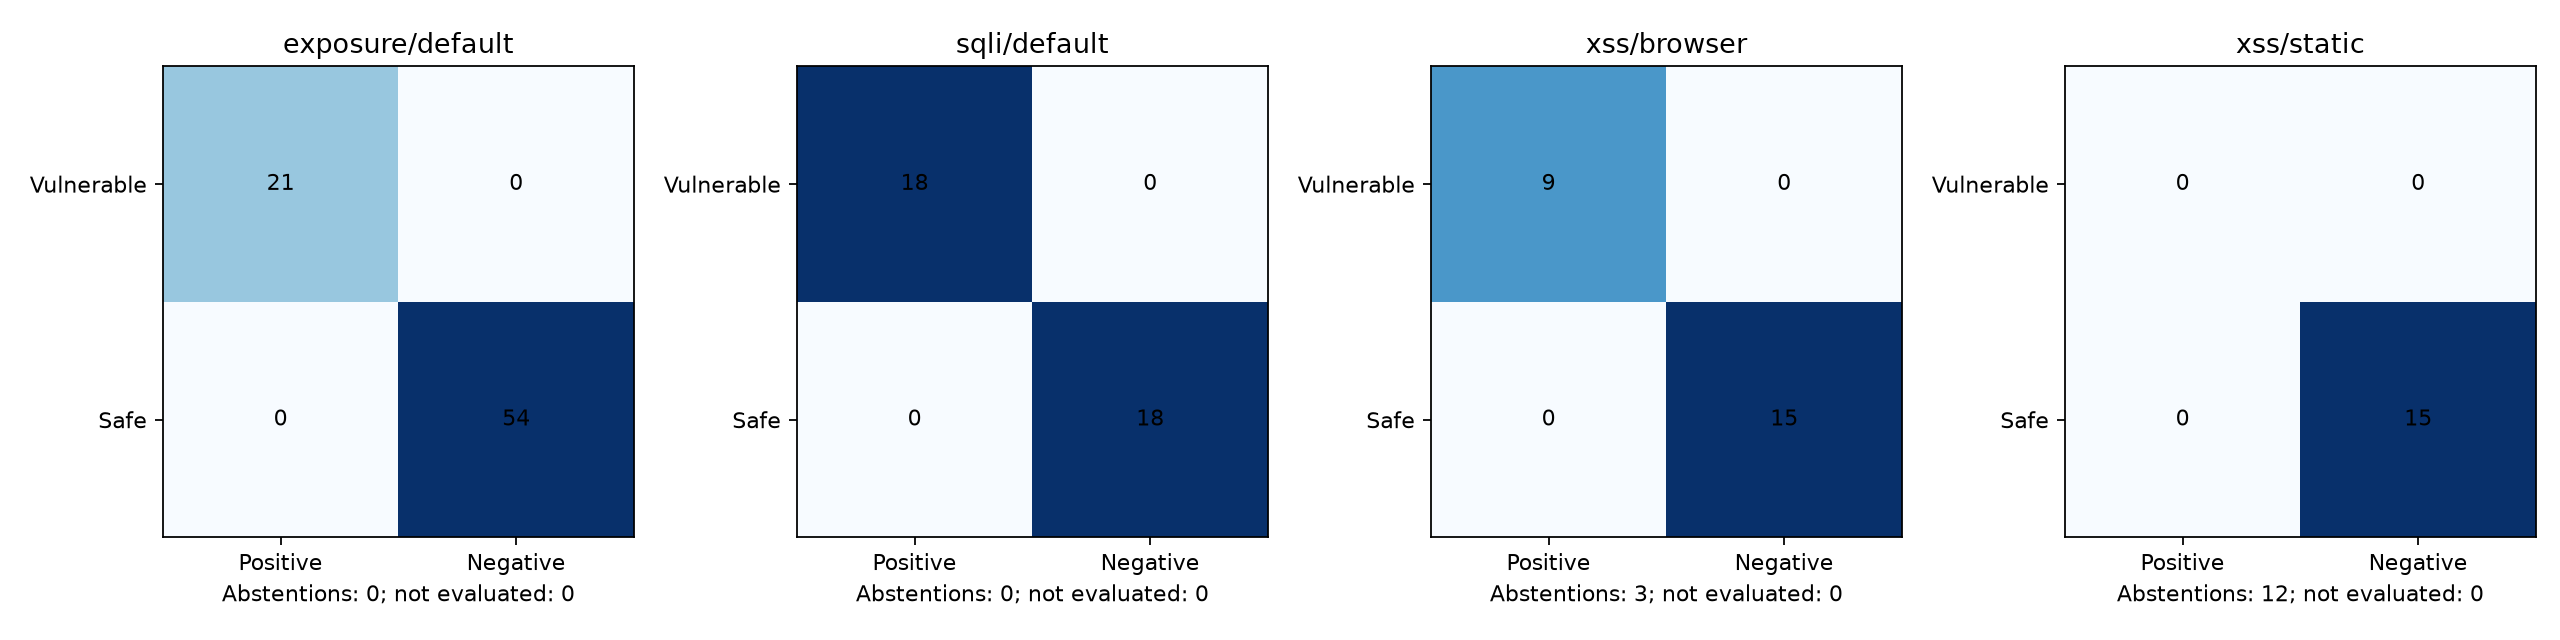 exposure/default
Vulnerable
21
0
Safe
0
54
Positive
Negative
Abstentions: 0; not evaluated: 0
sqli/default
Vulnerable
18
0
Safe
0
18
Positive
Negative
Abstentions: 0; not evaluated: 0
xss/browser
Vulnerable
9
0
Safe
0
15
Positive
Negative
Abstentions: 3; not evaluated: 0
xss/static
Vulnerable
0
0
Safe
0
15
Positive
Negative
Abstentions: 12; not evaluated: 0